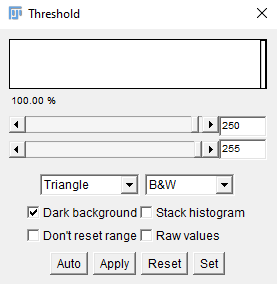 Threshold
100.00 %
250
255
Triangle B&W
Dark background Stack histogram
Don't reset range Raw values
Auto Apply Reset Set